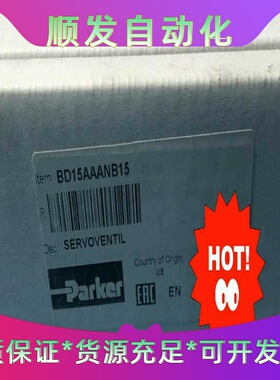 顺发自动化
Item: BD15AAANB15
Desc: SERVOVENTIL
Country of Origin:
US
Parker
EAC
EN
HOT!
质保证*货源充足*可开发